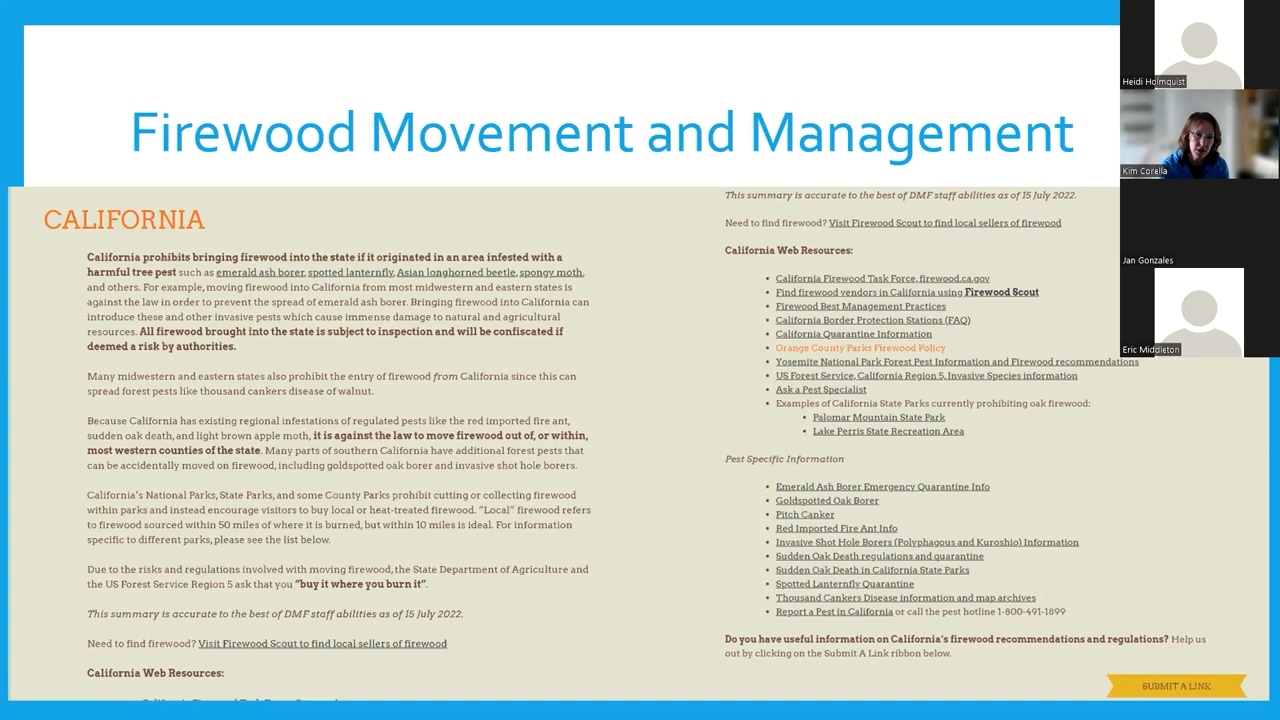 Firewood Movement and Management
CALIFORNIA
California prohibits bringing firewood into the state if it originated in an area infested with a
harmful tree pest such as emerald ash borer, spotted lanternfly, Asian longhorned beetle, spongy moth,
and others. For example, moving firewood into California from most midwestern and eastern states is
against the law in order to prevent the spread of emerald ash borer. Bringing firewood into California can
introduce these and other invasive pests which cause immense damage to natural and agricultural
resources. All firewood brought into the state is subject to inspection and will be confiscated if
deemed a risk by authorities.
Many midwestern and eastern states also prohibit the entry of firewood from California since this can
spread forest pests like thousand cankers disease of walnut.
Because California has existing regional infestations of regulated pests like the red imported fire ant,
sudden oak death, and light brown apple moth, it is against the law to move firewood out of, or within,
most western counties of the state. Many parts of southern California have additional forest pests that
can be accidentally moved on firewood, including goldspotted oak borer and invasive shot hole borers.
California's National Parks, State Parks, and some County Parks prohibit cutting or collecting firewood
within parks and instead encourage visitors to buy local or heat-treated firewood. "Local" firewood refers
to firewood sourced within 50 miles of where it is burned, but within 10 miles is ideal. For information
specific to different parks, please see the list below.
Due to the risks and regulations involved with moving firewood, the State Department of Agriculture and
the US Forest Service Region 5 ask that you "buy it where you burn it".
This summary is accurate to the best of DMF staff abilities as of 15 July 2022.
Need to find firewood? Visit Firewood Scout to find local sellers of firewood
California Web Resources:
This summary is accurate to the best of DMF staff abilities as of 15 July 2022.
Need to find firewood? Visit Firewood Scout to find local sellers of firewood
California Web Resources:
• California Firewood Task Force, firewood.ca.gov
• Find firewood vendors in California using Firewood Scout
• Firewood Best Management Practices
• California Border Protection Stations (FAQ)
• California Quarantine Information
• Orange County Parks Firewood Policy
• Yosemite National Park Forest Pest Information and Firewood recommendations
• US Forest Service, California Region 5, Invasive Species information
• Ask a Pest Specialist
• Examples of California State Parks currently prohibiting oak firewood:
• Palomar Mountain State Park
• Lake Perris State Recreation Area
Pest Specific Information
• Emerald Ash Borer Emergency Quarantine Info
• Goldspotted Oak Borer
• Pitch Canker
• Red Imported Fire Ant Info
• Invasive Shot Hole Borers (Polyphagous and Kuroshio) Information
• Sudden Oak Death regulations and quarantine
• Sudden Oak Death in California State Parks
• Spotted Lanternfly Quarantine
• Thousand Cankers Disease information and map archives
• Report a Pest in California or call the pest hotline 1-800-491-1899
Do you have useful information on California's firewood recommendations and regulations? Help us
out by clicking on the Submit A Link ribbon below.
SUBMIT A LINK
Heidi Holmquist
Kim Corella
Jan Gonzales
Eric Middleton